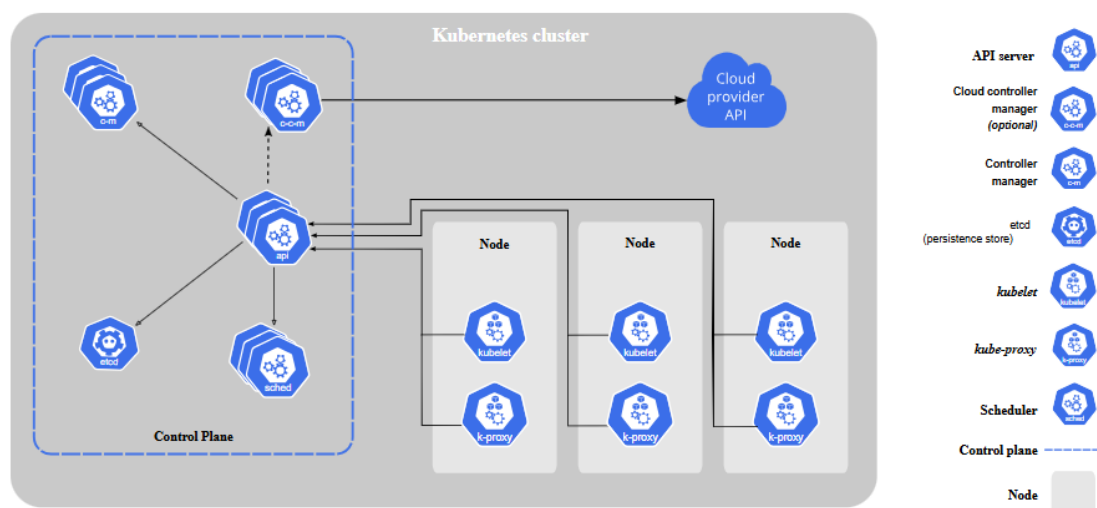 Kubernetes cluster
c-m
c-c-m
Cloud
provider
API
api
etcd
sched
Control Plane
Node
kubelet
k-proxy
Node
kubelet
k-proxy
Node
kubelet
k-proxy
API server
api
Cloud controller
manager
(optional)
c-c-m
Controller
manager
c-m
etcd
(persistence store)
etcd
kubelet
kubelet
kube-proxy
k-proxy
Scheduler
sched
Control plane
Node